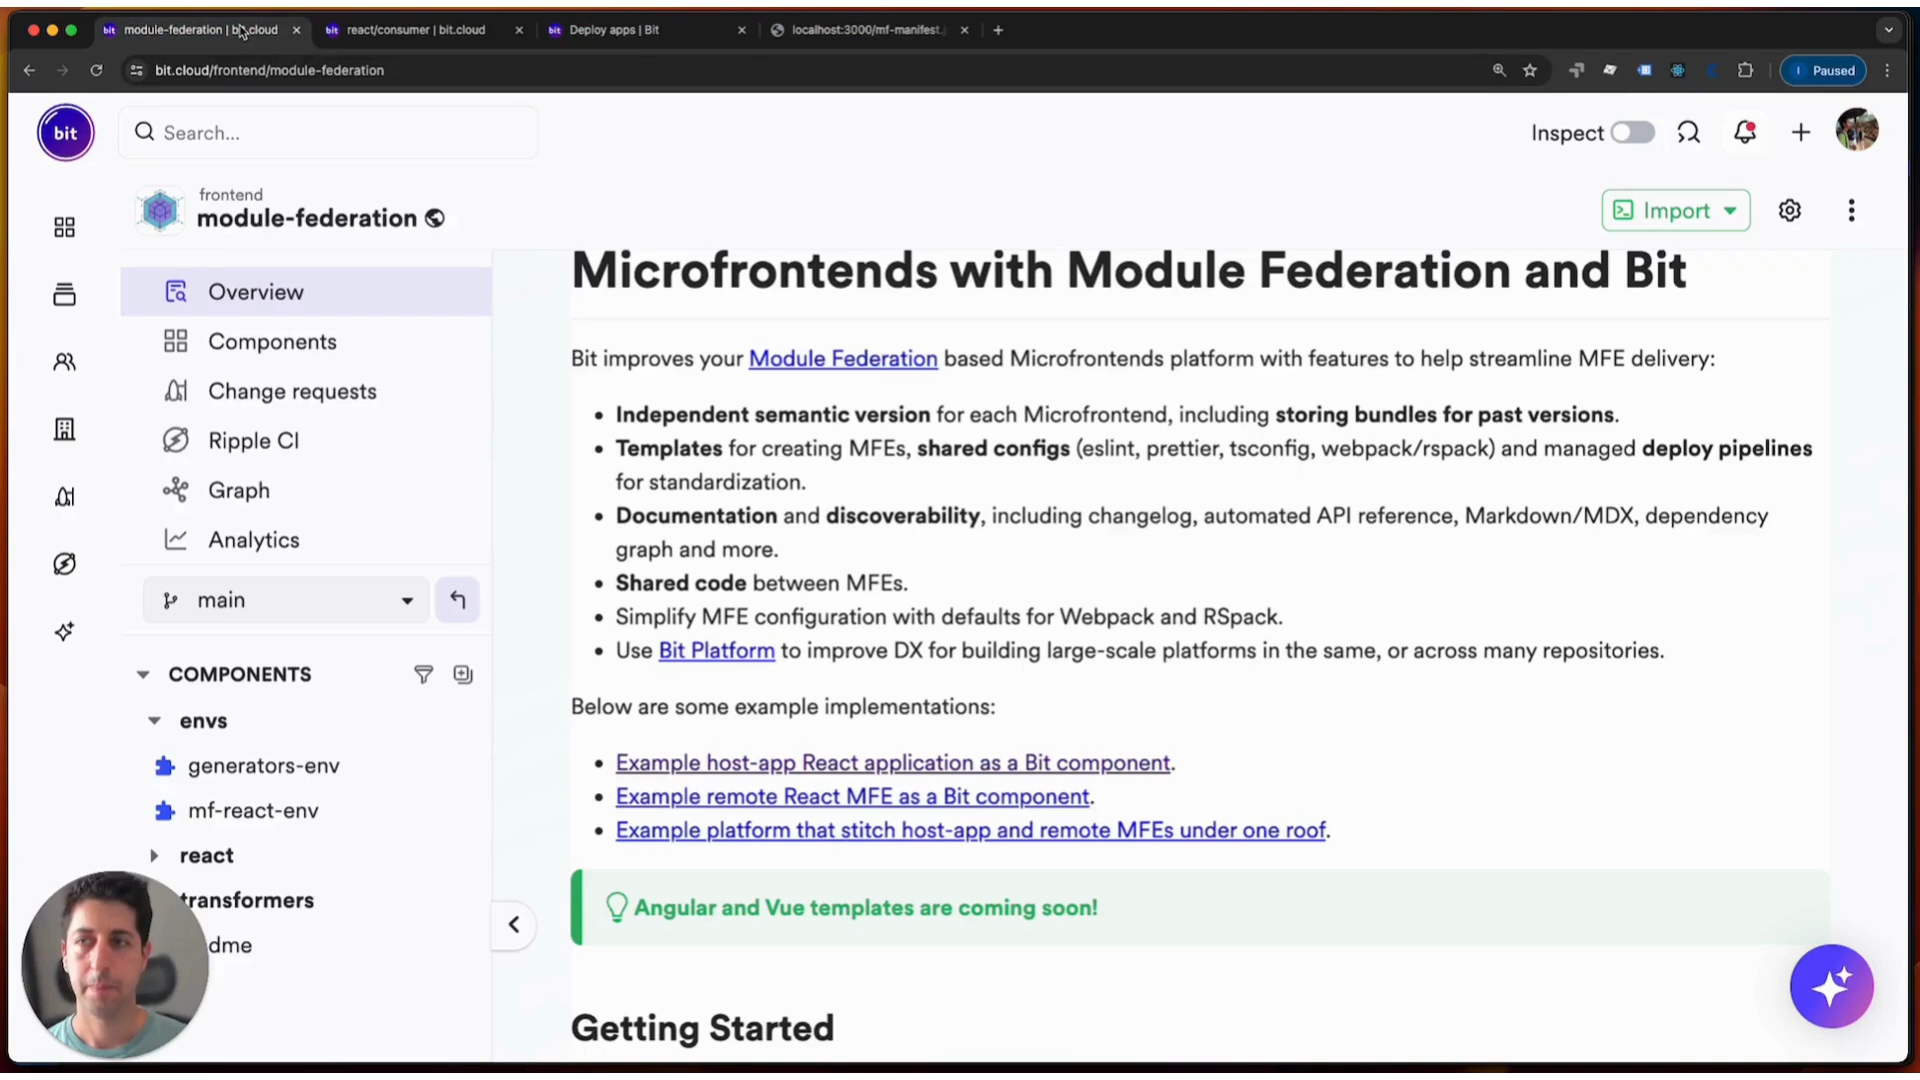 module-federation | bit.cloud
react/consumer | bit.cloud
Deploy apps | Bit
localhost:3000/mf-manifest.
bit.cloud/frontend/module-federation
Paused
bit
Search...
Inspect
frontend
module-federation
Import
Overview
Components
Change requests
Ripple CI
Graph
Analytics
main
COMPONENTS
envs
generators-env
mf-react-env
react
transformers
dme
Microfrontends with Module Federation and Bit
Bit improves your Module Federation based Microfrontends platform with features to help streamline MFE delivery:
• Independent semantic version for each Microfrontend, including storing bundles for past versions.
• Templates for creating MFEs, shared configs (eslint, prettier, tsconfig, webpack/rspack) and managed deploy pipelines
for standardization.
• Documentation and discoverability, including changelog, automated API reference, Markdown/MDX, dependency
graph and more.
• Shared code between MFEs.
• Simplify MFE configuration with defaults for Webpack and RSpack.
• Use Bit Platform to improve DX for building large-scale platforms in the same, or across many repositories.
Below are some example implementations:
• Example host-app React application as a Bit component.
• Example remote React MFE as a Bit component.
• Example platform that stitch host-app and remote MFEs under one roof.
Angular and Vue templates are coming soon!
Getting Started